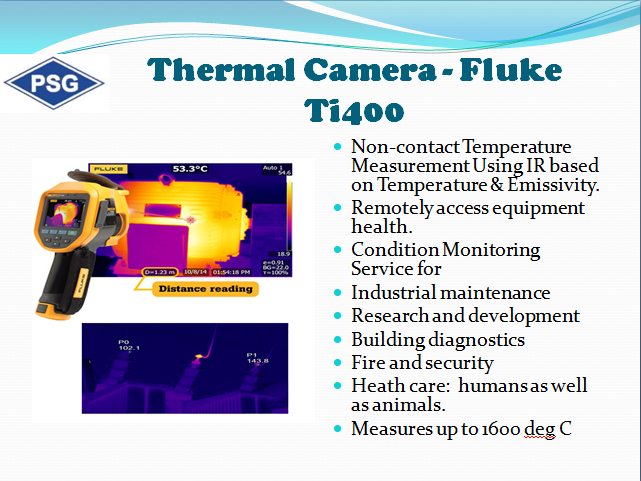 PSG
Thermal Camera - Fluke
Ti400
Non-contact Temperature
Measurement Using IR based
on Temperature & Emissivity.
Remotely access equipment
health.
Condition Monitoring
Service for
Industrial maintenance
Research and development
Building diagnostics
Fire and security
Heath care: humans as well
as animals.
Measures up to 1600 deg C
FLUKE
53.3°C
Auto 1
54.6
18.9
e=0.91
BG=22.0
T=100%
D=1.23 m
10/8/14
01:54:18 PM
Distance reading
FLUKE
P0
102.1
P1
143.8